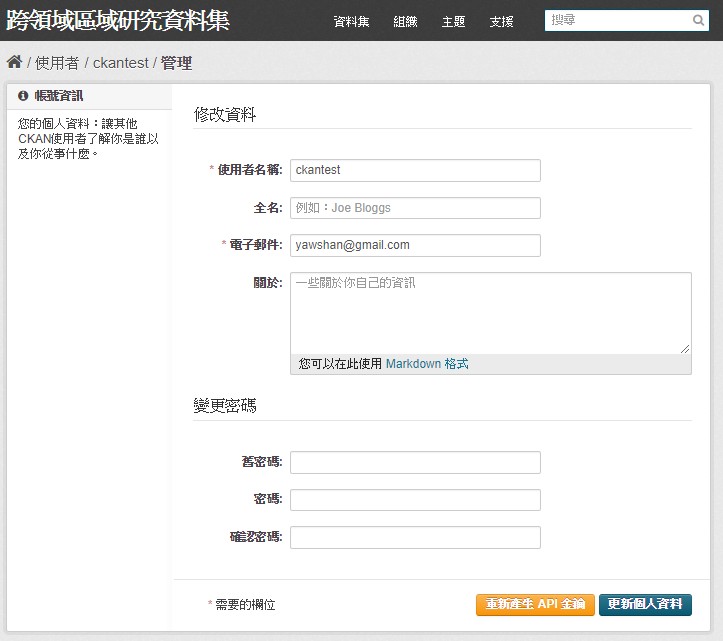 跨領域區域研究資料集
資料集 組織 主題 支援 搜尋
/ 使用者 / ckantest / 管理
帳號資訊
您的個人資料：讓其他
CKAN使用者了解你是誰以
及你從事什麼。
修改資料
* 使用者名稱: ckantest
全名: 例如：Joe Bloggs
* 電子郵件: yawshan@gmail.com
關於: 一些關於你自己的資訊
您可以在此使用 Markdown 格式
變更密碼
舊密碼:
密碼:
確認密碼:
* 需要的欄位
重新產生 API 金鑰 更新個人資料